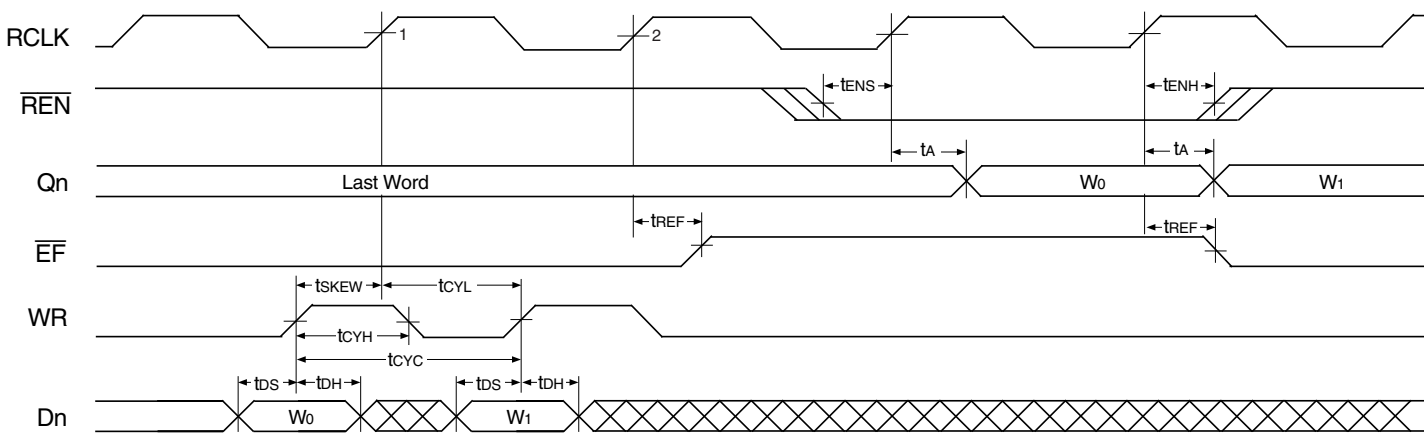 RCLK 1 2
tENS tENH
REN
tA tA
Qn Last Word W0 W1
tREF tREF
EF
tSKEW tCYL
WR
tCYH
tCYC
tDS tDH tDS tDH
Dn W0 W1